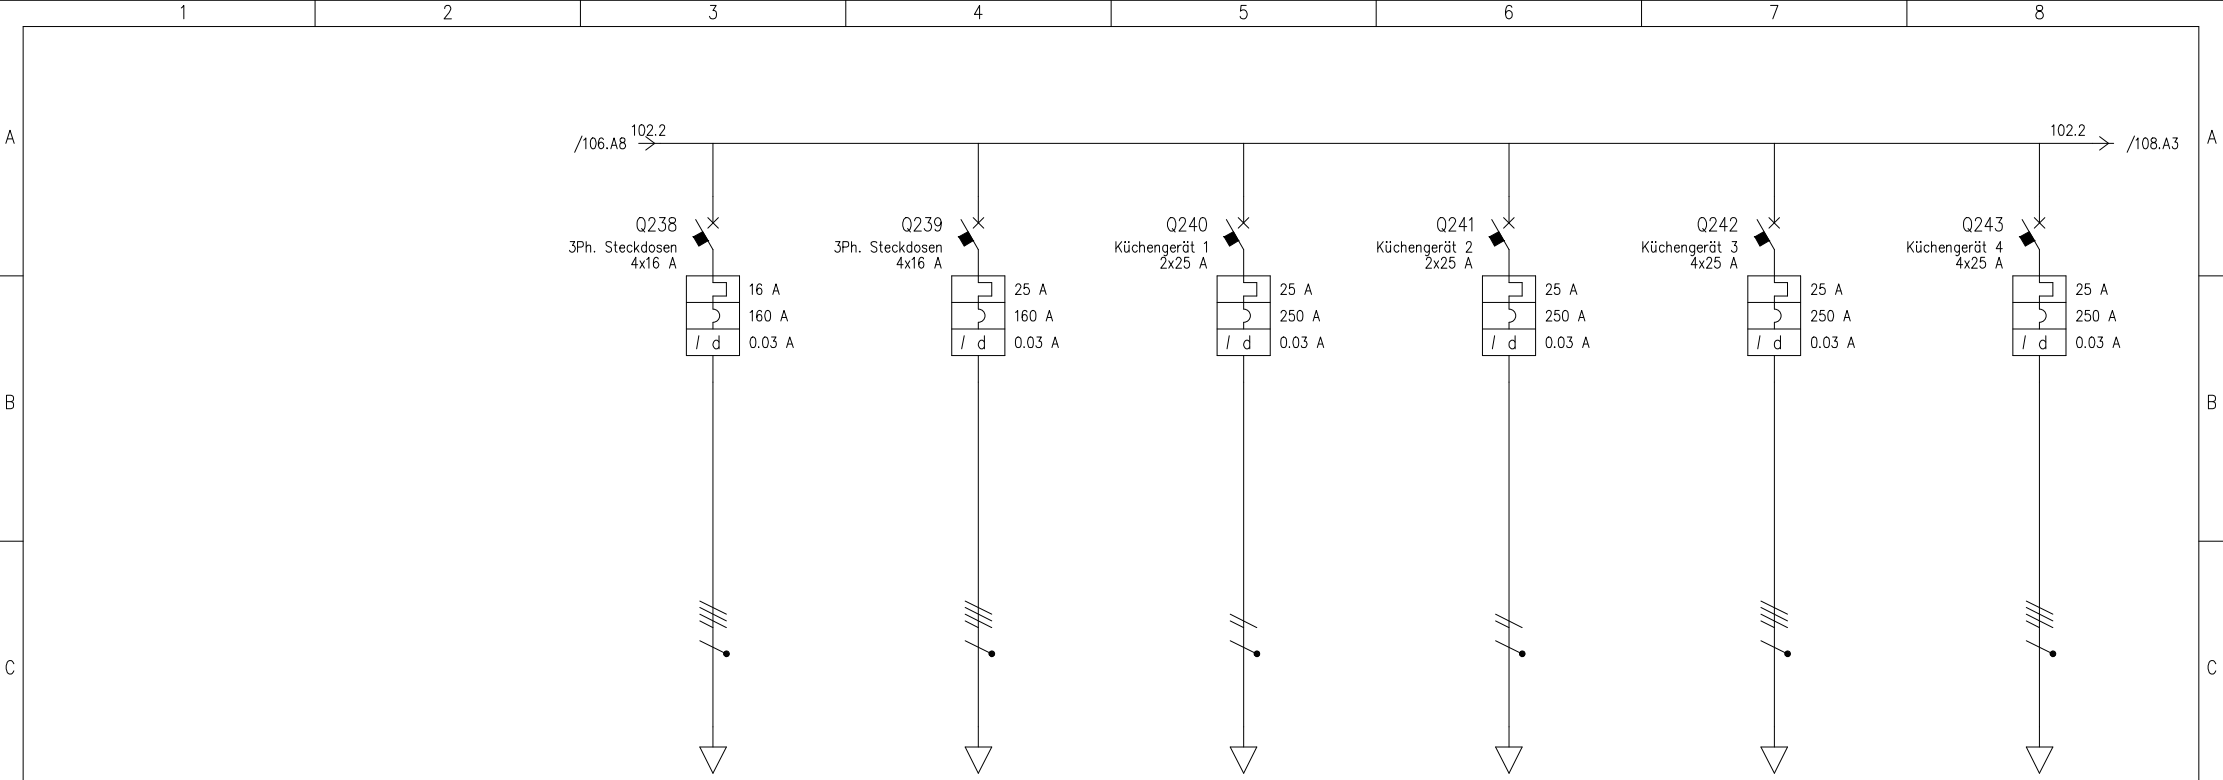 1 2 3 4 5 6 7 8
A A
102.2 102.2
/106.A8 /108.A3
Q238 Q239 Q240 Q241 Q242 Q243
3Ph. Steckdosen 3Ph. Steckdosen Küchengerät 1 Küchengerät 2 Küchengerät 3 Küchengerät 4
4x16 A 4x16 A 2x25 A 2x25 A 4x25 A 4x25 A
16 A 25 A 25 A 25 A 25 A 25 A
160 A 160 A 250 A 250 A 250 A 250 A
I d 0.03 A I d 0.03 A I d 0.03 A I d 0.03 A I d 0.03 A I d 0.03 A
B B
C C